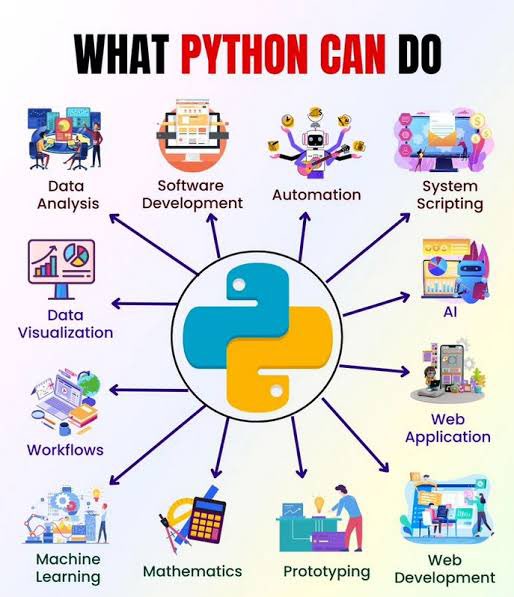 WHAT PYTHON CAN DO
Data
Analysis
Software
Development
Automation
System
Scripting
Data
Visualization
AI
Workflows
Web
Application
Machine
Learning
Mathematics
Prototyping
Web
Development